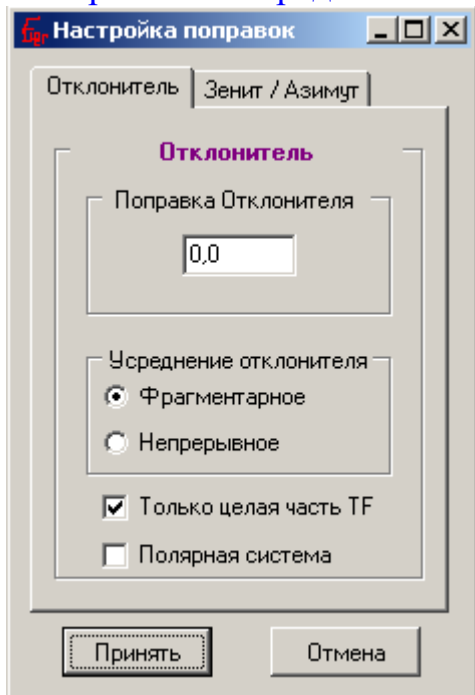 Настройка поправок
Отклонитель
Зенит / Азимут
Отклонитель
Поправка Отклонителя
0,0
Усреднение отклонителя
Фрагментарное
Непрерывное
Только целая часть TF
Полярная система
Принять
Отмена